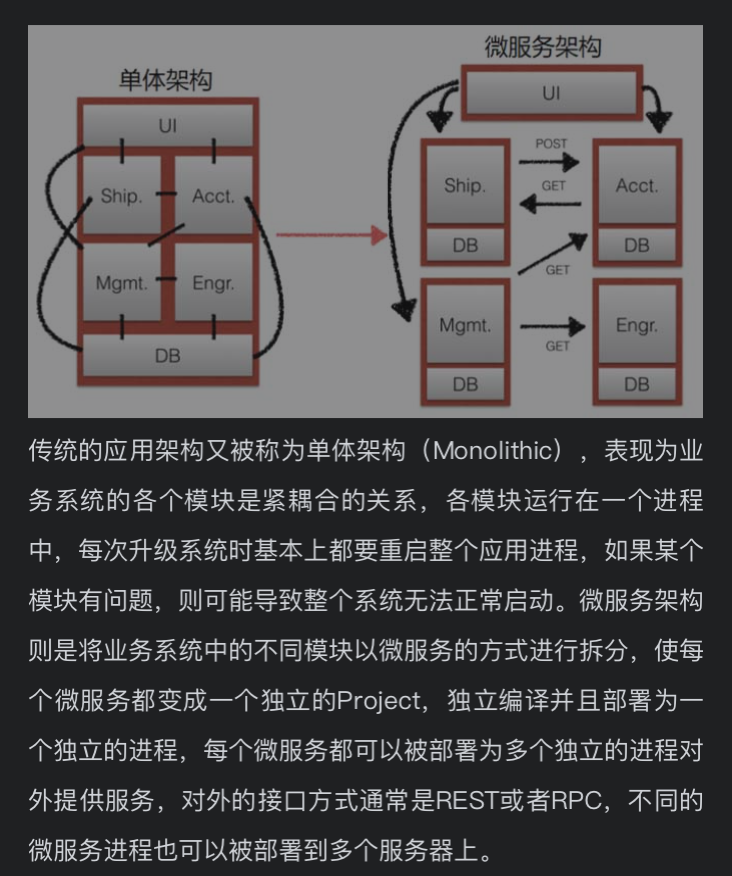 单体架构
UI
Ship.
Acct.
Mgmt.
Engr.
DB
微服务架构
UI
Ship.
DB
POST
GET
Acct.
DB
GET
Mgmt.
DB
GET
Engr.
DB
传统的应用架构又被称为单体架构（Monolithic），表现为业
务系统的各个模块是紧耦合的关系，各模块运行在一个进程
中，每次升级系统时基本上都要重启整个应用进程，如果某个
模块有问题，则可能导致整个系统无法正常启动。微服务架构
则是将业务系统中的不同模块以微服务的方式进行拆分，使每
个微服务都变成一个独立的Project，独立编译并且部署为一
个独立的进程，每个微服务都可以被部署为多个独立的进程对
外提供服务，对外的接口方式通常是REST或者RPC，不同的
微服务进程也可以被部署到多个服务器上。